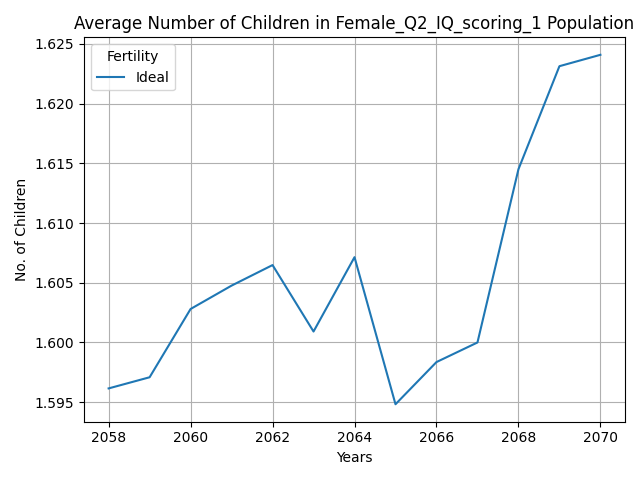 Average Number of Children in Female_Q2_IQ_scoring_1 Population
Fertility
Ideal
No. of Children
1.625
1.620
1.615
1.610
1.605
1.600
1.595
2058 2060 2062 2064 2066 2068 2070
Years